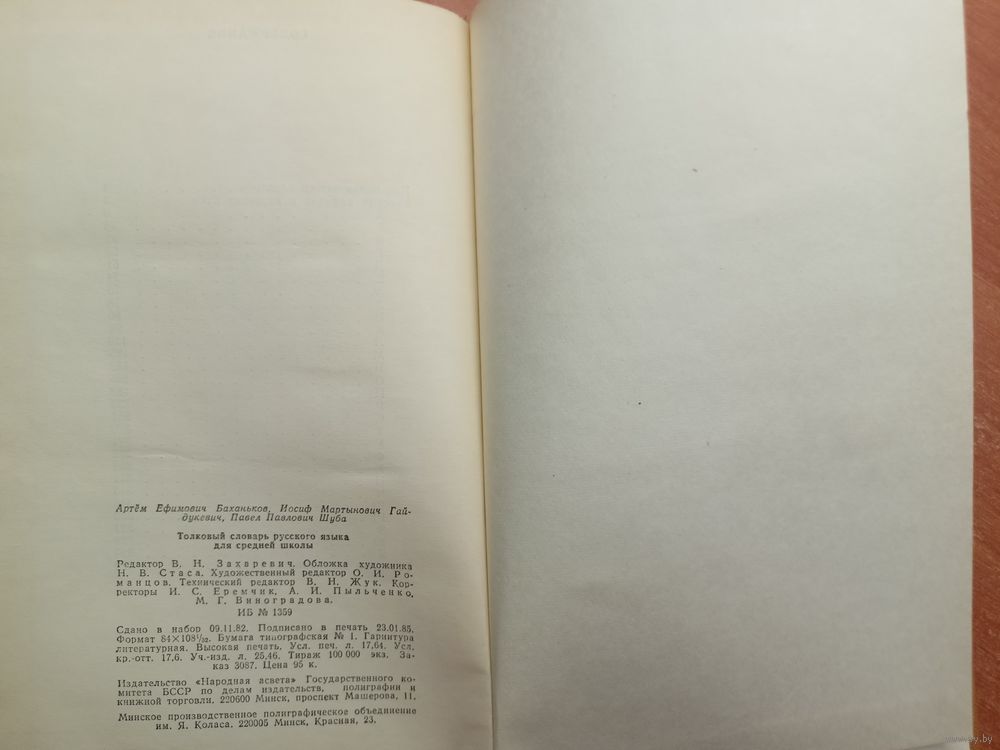 Артём Ефимович Баханьков, Иосиф Мартынович Гай-
дукевич, Павел Павлович Шуба
Толковый словарь русского языка
для средней школы
Редактор В. Н. Захаревич. Обложка художника
Н. В. Стаса. Художественный редактор О. И. Ро-
манцов. Технический редактор В. Н. Жук. Кор-
ректоры И. С. Еремчик, А. И. Пыльченко,
М. Г. Виноградова.
ИБ № 1359
Сдано в набор 09.11.82. Подписано в печать 23.01.85.
Формат 84×108¹/₃₂. Бумага типографская № 1. Гарнитура
литературная. Высокая печать. Усл. печ. л. 17,64. Усл.
кр.-отт. 17,6. Уч.-изд. л. 25,46. Тираж 100 000 экз. За-
каз 3087. Цена 95 к.
Издательство «Народная асвета» Государственного ко-
митета БССР по делам издательств, полиграфии и
книжной торговли. 220600 Минск, проспект Машерова, 11.
Минское производственное полиграфическое объединение
им. Я. Коласа. 220005 Минск, Красная, 23.